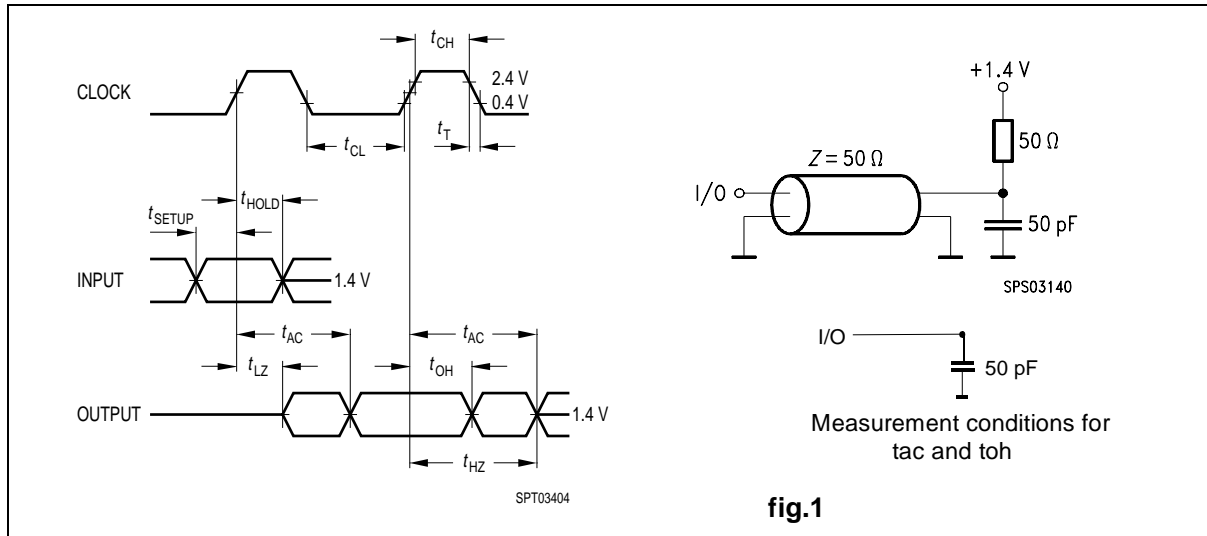 CLOCK
tCH
2.4 V
0.4 V
tT
tCL
tHOLD
tSETUP
INPUT
1.4 V
tAC
tAC
tLZ
tOH
OUTPUT
1.4 V
tHZ
SPT03404
+1.4 V
50 Ω
Z = 50 Ω
I/O
50 pF
SPS03140
I/O
50 pF
Measurement conditions for
tac and toh
fig.1